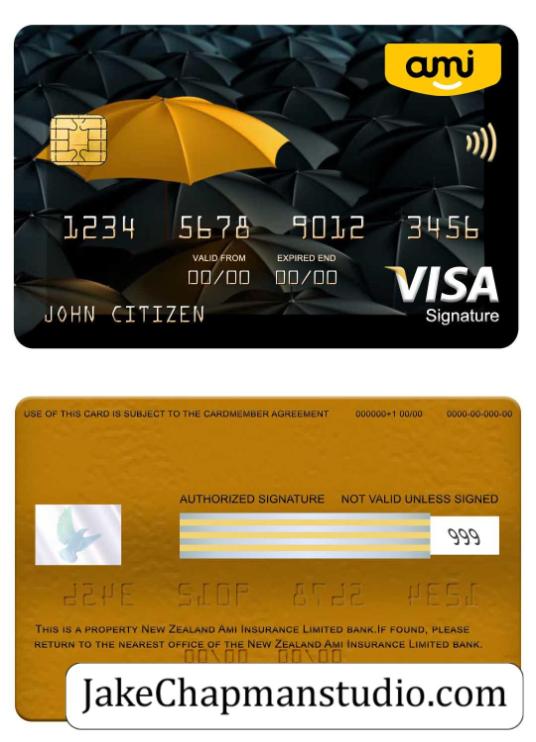 ami
1234 5678 9012 3456
VALID FROM EXPIRED END
00/00 00/00
VISA
JOHN CITIZEN
Signature
USE OF THIS CARD IS SUBJECT TO THE CARDMEMBER AGREEMENT 000000+1 00/00 0000-00-000-00
AUTHORIZED SIGNATURE NOT VALID UNLESS SIGNED
999
THIS IS A PROPERTY NEW ZEALAND AMI INSURANCE LIMITED BANK.IF FOUND, PLEASE
RETURN TO THE NEAREST OFFICE OF THE NEW ZEALAND AMI INSURANCE LIMITED BANK.
JakeChapmanstudio.com